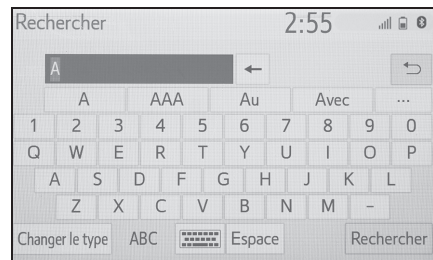 Rechercher 2:55
A
A AAA Au Avec ...
1 2 3 4 5 6 7 8 9 0
Q W E R T Y U I O P
A S D F G H J K L
Z X C V B N M -
Changer le type ABC Espace Rechercher